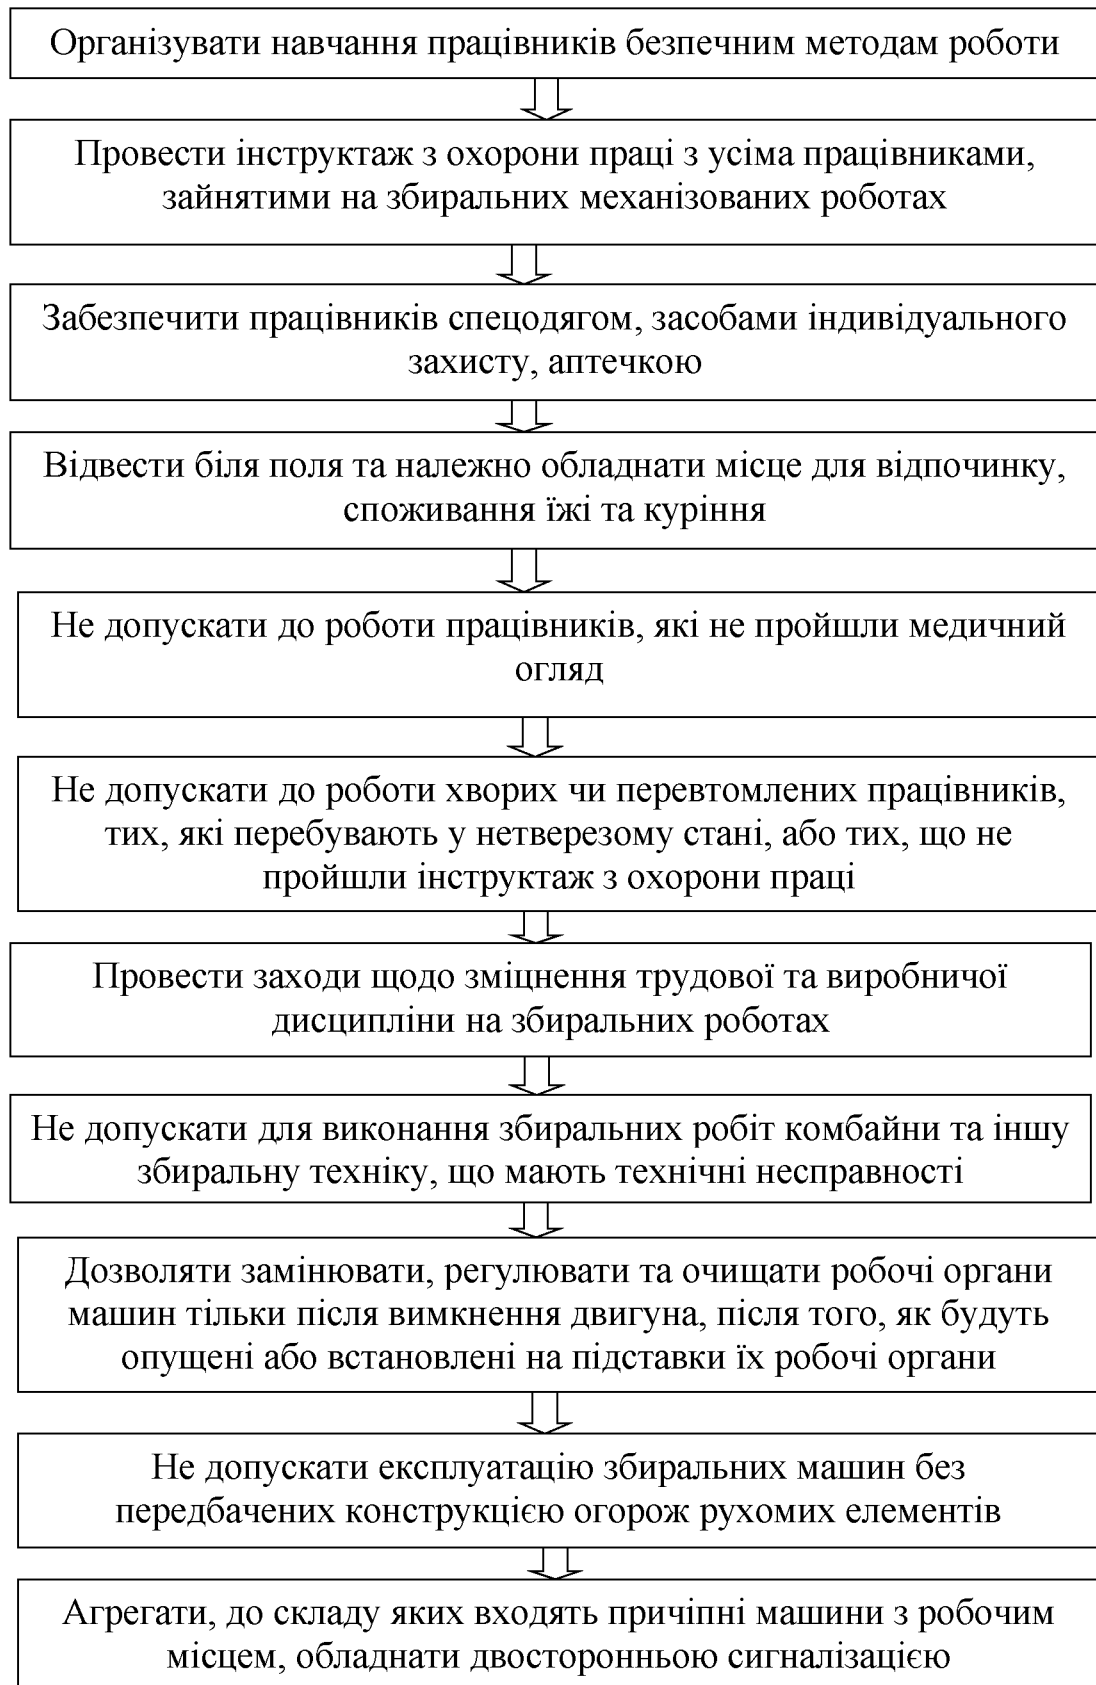 Організувати навчання працівників безпечним методам роботи
Провести інструктаж з охорони праці з усіма працівниками,
зайнятими на збиральних механізованих роботах
Забезпечити працівників спецодягом, засобами індивідуального
захисту, аптечкою
Відвести біля поля та належно обладнати місце для відпочинку,
споживання їжі та куріння
Не допускати до роботи працівників, які не пройшли медичний
огляд
Не допускати до роботи хворих чи перевтомлених працівників,
тих, які перебувають у нетверезому стані, або тих, що не
пройшли інструктаж з охорони праці
Провести заходи щодо зміцнення трудової та виробничої
дисципліни на збиральних роботах
Не допускати для виконання збиральних робіт комбайни та іншу
збиральну техніку, що мають технічні несправності
Дозволяти замінювати, регулювати та очищати робочі органи
машин тільки після вимкнення двигуна, після того, як будуть
опущені або встановлені на підставки їх робочі органи
Не допускати експлуатацію збиральних машин без
передбачених конструкцією огорож рухомих елементів
Агрегати, до складу яких входять причіпні машини з робочим
місцем, обладнати двосторонньою сигналізацією